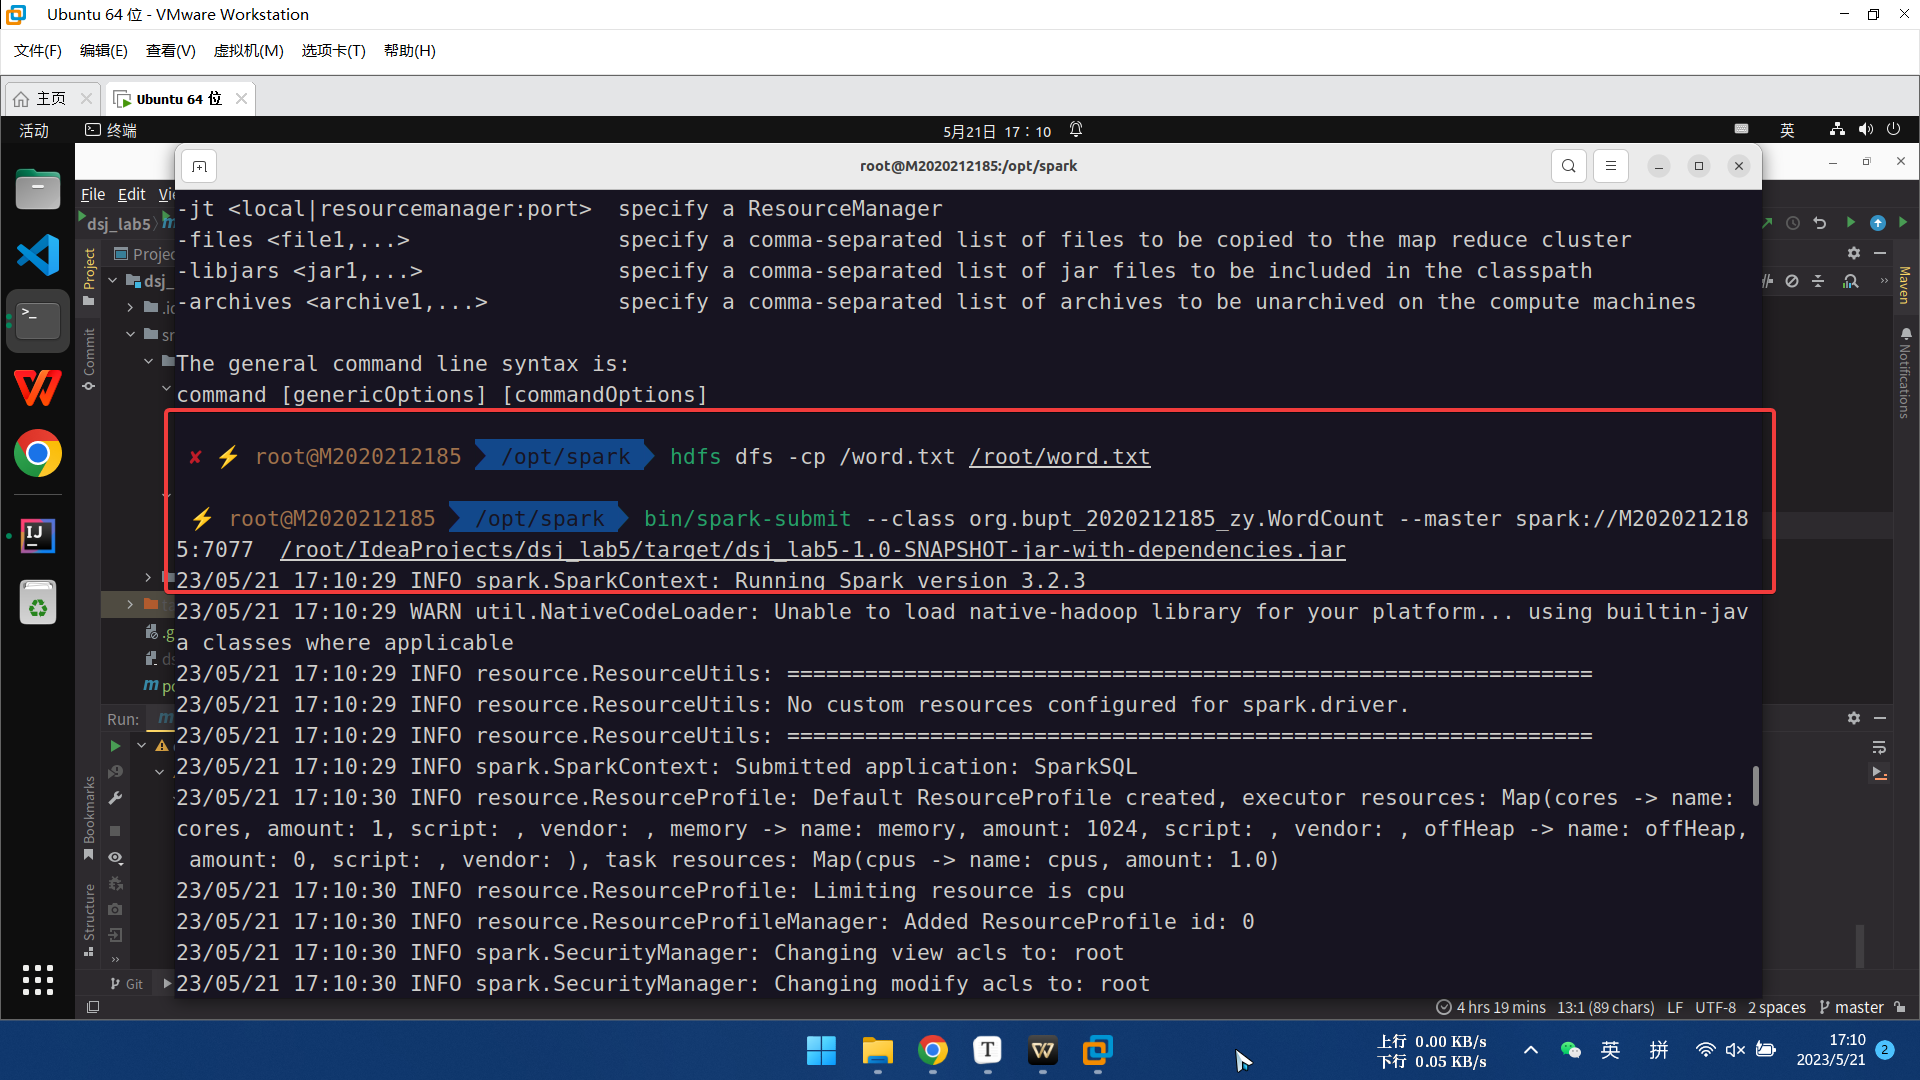 Ubuntu 64 位 - VMware Workstation
文件(F) 编辑(E) 查看(V) 虚拟机(M) 选项卡(T) 帮助(H)
主页 Ubuntu 64 位
活动 终端 5月21日 17：10 英
root@M2020212185:/opt/spark
File Edit
dsj_lab5
Project
Commit
Bookmarks
Structure
Maven
Notifications
-jt <local|resourcemanager:port>  specify a ResourceManager
-files <file1,...>                specify a comma-separated list of files to be copied to the map reduce cluster
-libjars <jar1,...>               specify a comma-separated list of jar files to be included in the classpath
-archives <archive1,...>          specify a comma-separated list of archives to be unarchived on the compute machines
The general command line syntax is:
command [genericOptions] [commandOptions]
✘ ⚡ root@M2020212185 /opt/spark hdfs dfs -cp /word.txt /root/word.txt
⚡ root@M2020212185 /opt/spark bin/spark-submit --class org.bupt_2020212185_zy.WordCount --master spark://M202021218
5:7077  /root/IdeaProjects/dsj_lab5/target/dsj_lab5-1.0-SNAPSHOT-jar-with-dependencies.jar
23/05/21 17:10:29 INFO spark.SparkContext: Running Spark version 3.2.3
23/05/21 17:10:29 WARN util.NativeCodeLoader: Unable to load native-hadoop library for your platform... using builtin-jav
a classes where applicable
23/05/21 17:10:29 INFO resource.ResourceUtils: ==============================================================
23/05/21 17:10:29 INFO resource.ResourceUtils: No custom resources configured for spark.driver.
23/05/21 17:10:29 INFO resource.ResourceUtils: ==============================================================
23/05/21 17:10:29 INFO spark.SparkContext: Submitted application: SparkSQL
23/05/21 17:10:30 INFO resource.ResourceProfile: Default ResourceProfile created, executor resources: Map(cores -> name:
cores, amount: 1, script: , vendor: , memory -> name: memory, amount: 1024, script: , vendor: , offHeap -> name: offHeap,
 amount: 0, script: , vendor: ), task resources: Map(cpus -> name: cpus, amount: 1.0)
23/05/21 17:10:30 INFO resource.ResourceProfile: Limiting resource is cpu
23/05/21 17:10:30 INFO resource.ResourceProfileManager: Added ResourceProfile id: 0
23/05/21 17:10:30 INFO spark.SecurityManager: Changing view acls to: root
23/05/21 17:10:30 INFO spark.SecurityManager: Changing modify acls to: root
Run:
Git
4 hrs 19 mins 13:1 (89 chars) LF UTF-8 2 spaces master
上行 0.00 KB/s
下行 0.05 KB/s
英 拼
17:10
2023/5/21 2